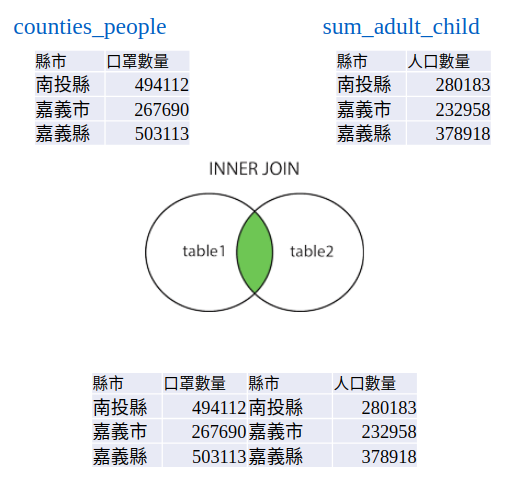 counties_people
縣市 口罩數量
南投縣 494112
嘉義市 267690
嘉義縣 503113
sum_adult_child
縣市 人口數量
南投縣 280183
嘉義市 232958
嘉義縣 378918
INNER JOIN
table1 table2
縣市 口罩數量 縣市 人口數量
南投縣 494112 南投縣 280183
嘉義市 267690 嘉義市 232958
嘉義縣 503113 嘉義縣 378918